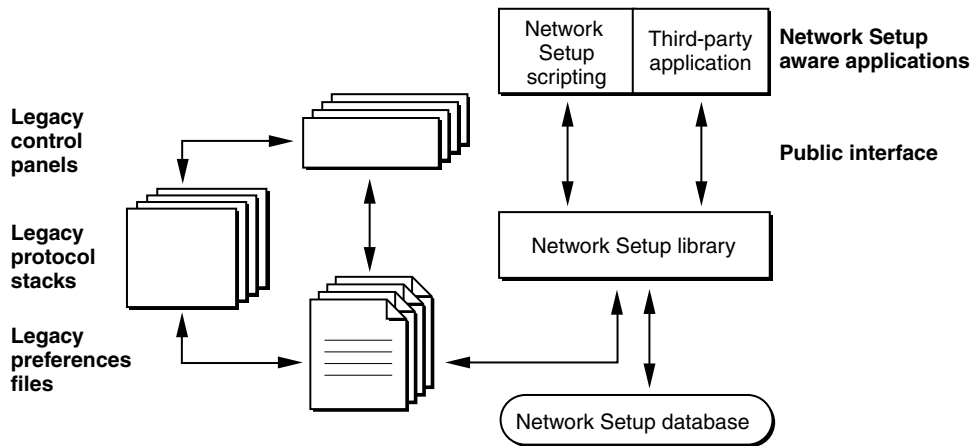 Network
Setup
scripting
Third-party
application
Network Setup
aware applications
Legacy
control
panels
Public interface
Legacy
protocol
stacks
Network Setup library
Legacy
preferences
files
Network Setup database